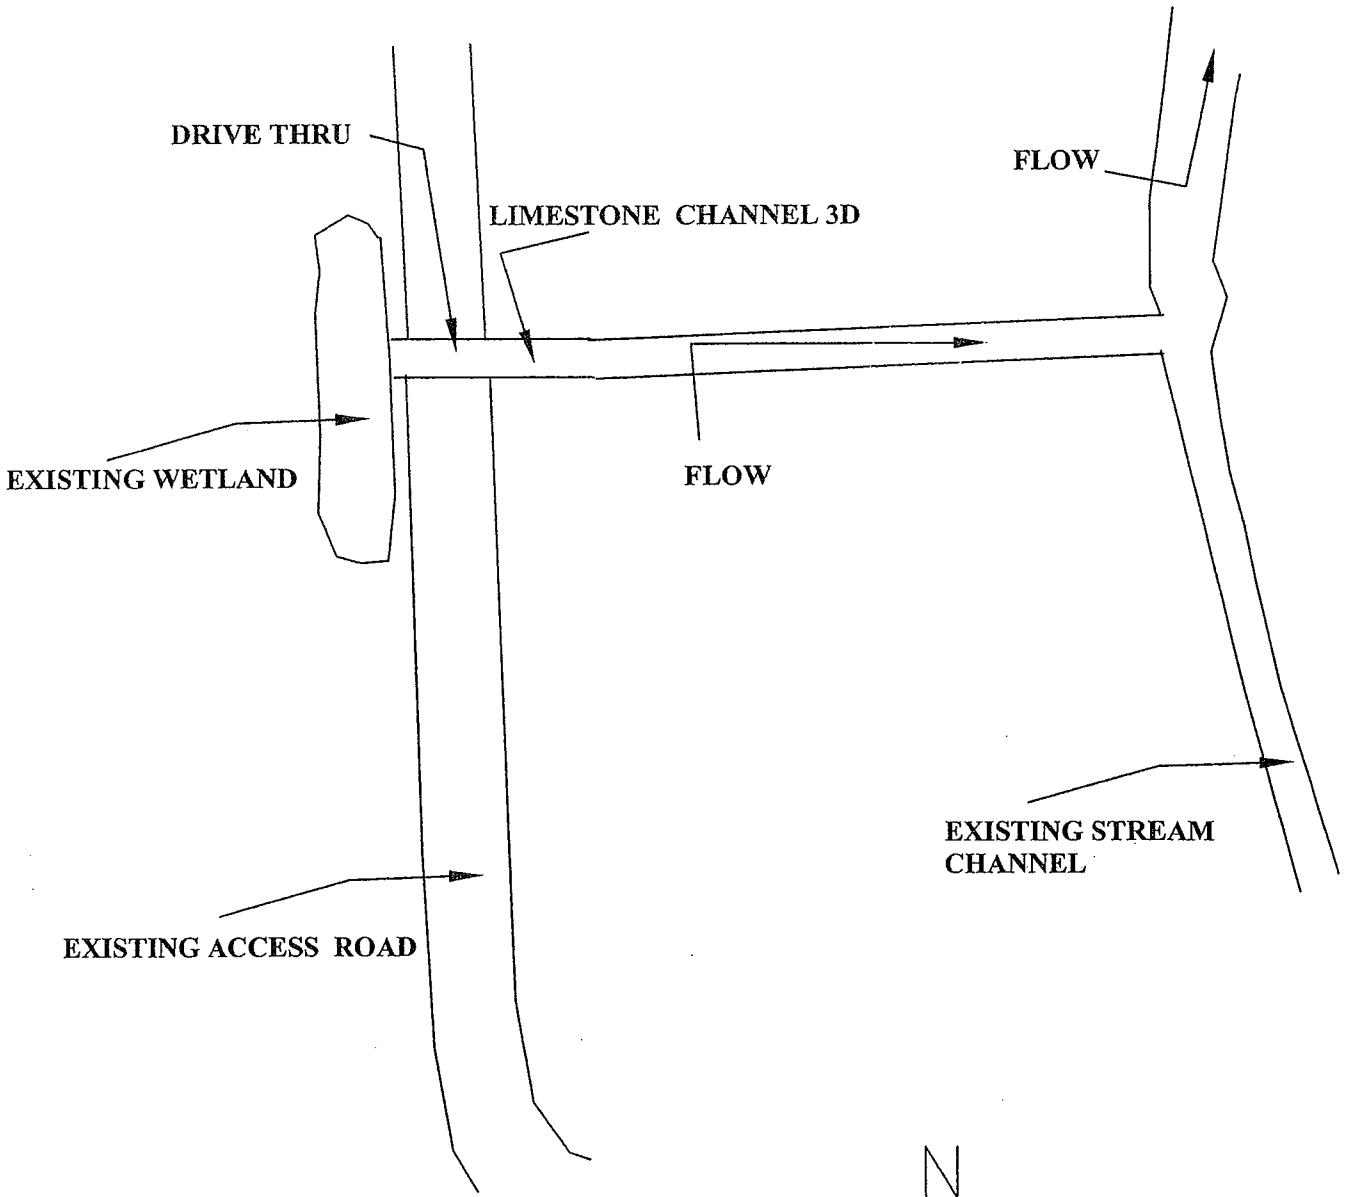 DRIVE THRU
FLOW
LIMESTONE CHANNEL 3D
EXISTING WETLAND
FLOW
EXISTING STREAM
CHANNEL
EXISTING ACCESS ROAD
N